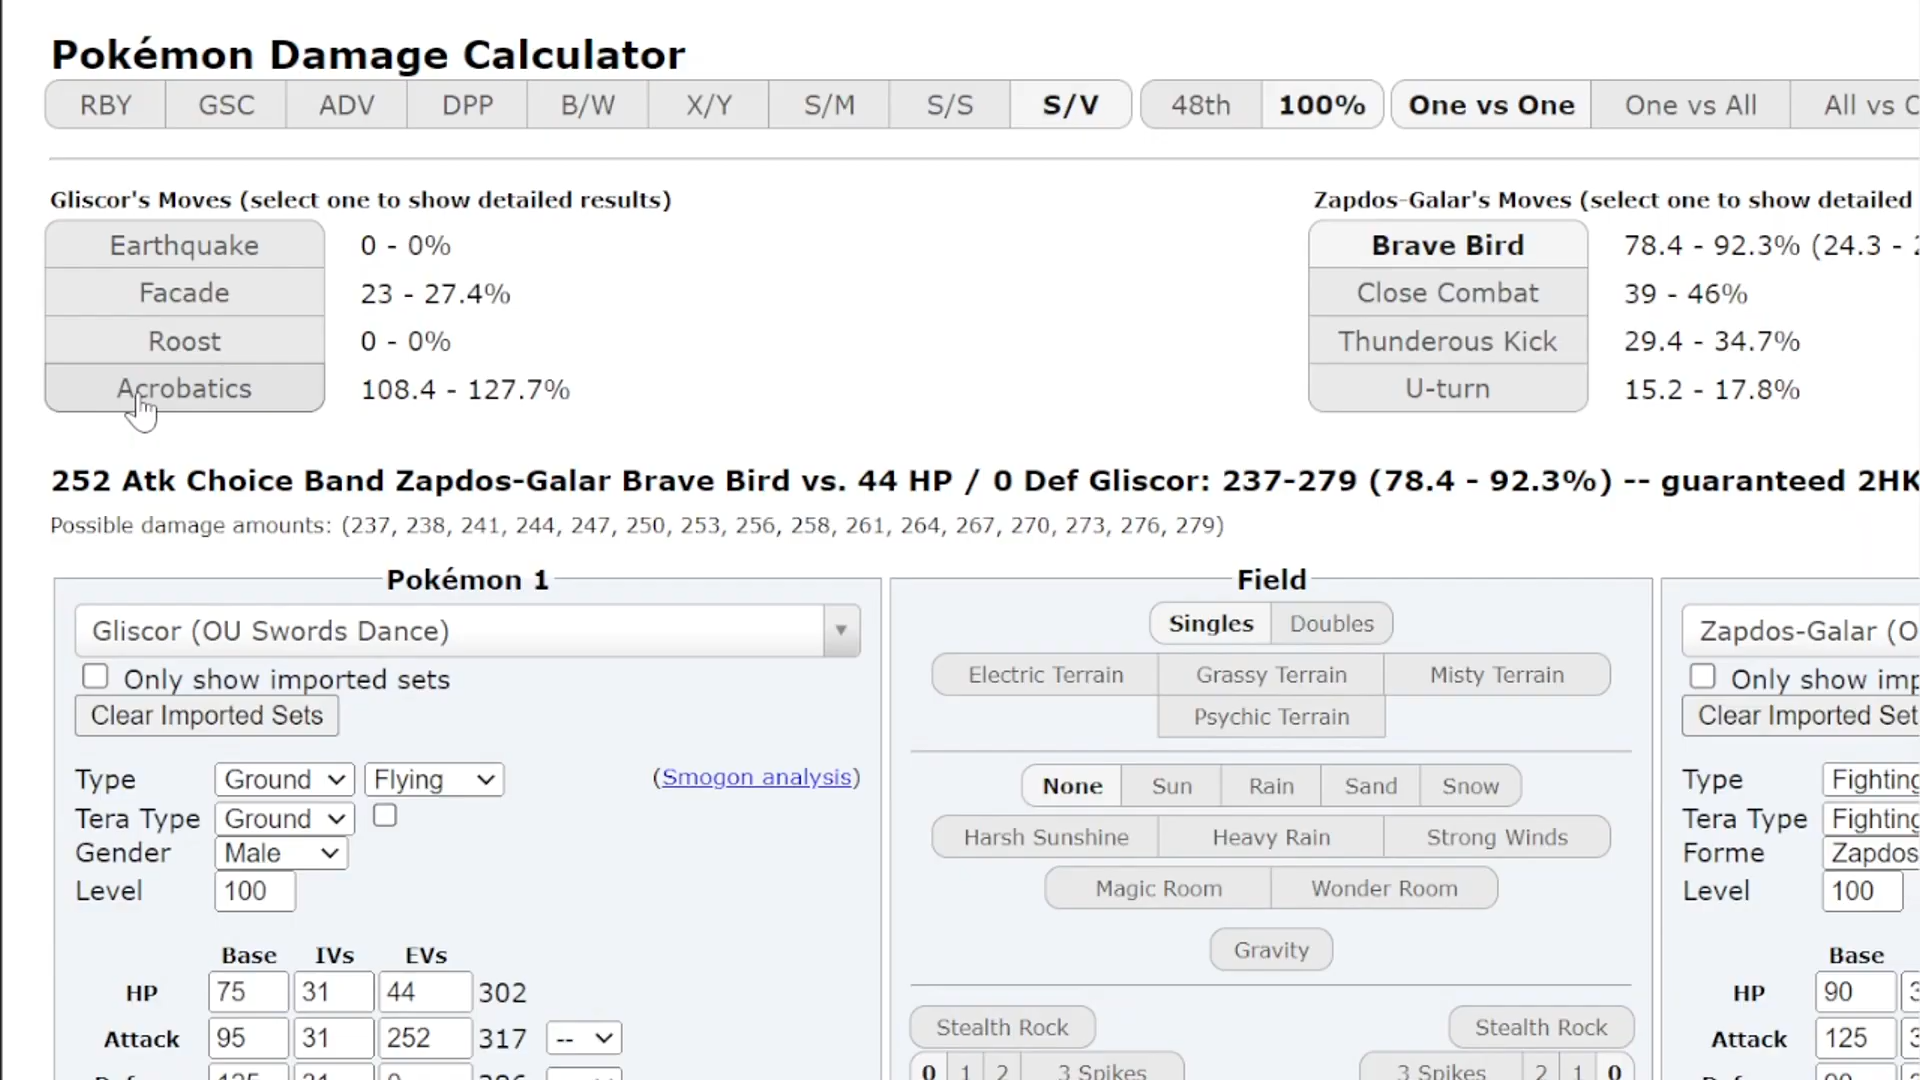 Pokémon Damage Calculator
RBY GSC ADV DPP B/W X/Y S/M S/S S/V 48th 100% One vs One One vs All All vs
Gliscor's Moves (select one to show detailed results)
Zapdos-Galar's Moves (select one to show detailed
Earthquake 0 - 0% Brave Bird 78.4 - 92.3% (24.3 -
Facade 23 - 27.4% Close Combat 39 - 46%
Roost 0 - 0% Thunderous Kick 29.4 - 34.7%
Acrobatics 108.4 - 127.7% U-turn 15.2 - 17.8%
252 Atk Choice Band Zapdos-Galar Brave Bird vs. 44 HP / 0 Def Gliscor: 237-279 (78.4 - 92.3%) -- guaranteed 2HK
Possible damage amounts: (237, 238, 241, 244, 247, 250, 253, 256, 258, 261, 264, 267, 270, 273, 276, 279)
Pokémon 1
Gliscor (OU Swords Dance)
Only show imported sets
Clear Imported Sets
Type Ground Flying (Smogon analysis)
Tera Type Ground
Gender Male
Level 100
Base IVs EVs
HP 75 31 44 302
Attack 95 31 252 317 --
Field
Singles Doubles
Electric Terrain Grassy Terrain Misty Terrain
Psychic Terrain
None Sun Rain Sand Snow
Harsh Sunshine Heavy Rain Strong Winds
Magic Room Wonder Room
Gravity
Stealth Rock Stealth Rock
0 1 2 3 Spikes 3 Spikes 2 1 0
Zapdos-Galar (O
Only show imp
Clear Imported Set
Type Fighting
Tera Type Fighting
Forme Zapdos
Level 100
Base
HP 90
Attack 125